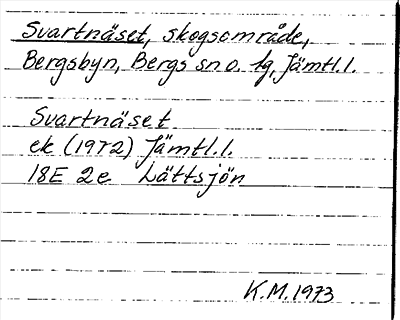 Svartnäset, skogsområde,
Bergsbyn, Bergs sn o. tg, Jämtl.l.
Svartnäset
ek (1972) Jämtl.l.
18E 2e Lättsjön
K.M. 1973